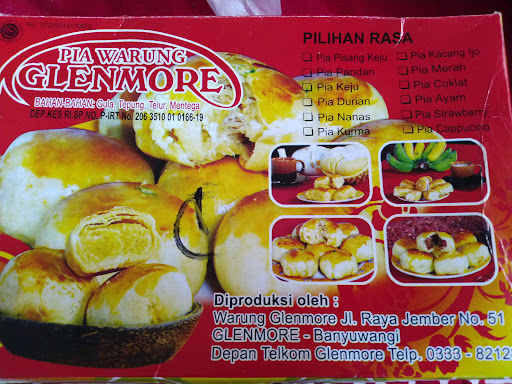 PIA WARUNG
GLENMORE
BAHAN-BAHAN: Gula, Tepung, Telur, Mentega
DEP.KES RI SP.NO. P-IRT No. 206 3510 01 0166-19
PILIHAN RASA
Pia Pisang Keju
Pia Pandan
Pia Keju
Pia Durian
Pia Nanas
Pia Kurma
Pia Kacang Ijo
Pia Merah
Pia Coklat
Pia Ayam
Pia Strawberry
Pia Cappucino
Diproduksi oleh :
Warung Glenmore Jl. Raya Jember No. 51
GLENMORE - Banyuwangi
Depan Telkom Glenmore Telp. 0333 - 8212